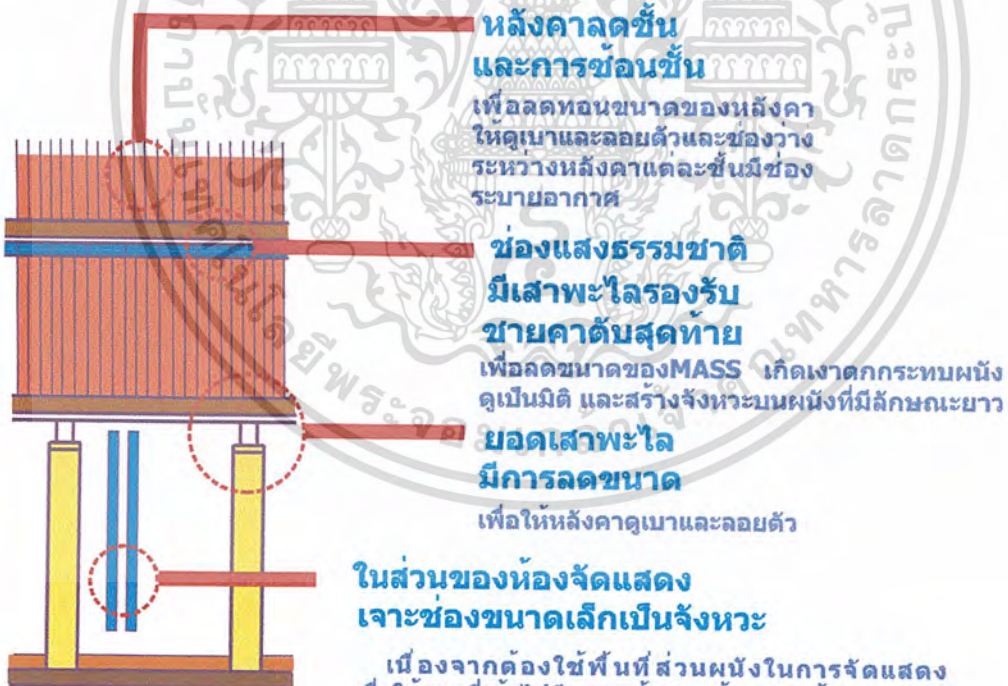 หลังคาลดชั้น
และการซ้อนชั้น
เพื่อลดทอนขนาดของหลังคา
ให้ดูเบาและลอยตัวและช่องว่าง
ระหว่างหลังคาแต่ละชั้นมีช่อง
ระบายอากาศ
ช่องแสงธรรมชาติ
มีเสาพะไลรองรับ
ชายคาตับสุดท้าย
เพื่อลดขนาดของMASS เกิดเงาตกกระทบผนัง
ดูเป็นมิติ และสร้างจังหวะบนผนังที่มีลักษณะยาว
ยอดเสาพะไล
มีการลดขนาด
เพื่อให้หลังคาดูเบาและลอยตัว
ในส่วนของห้องจัดแสดง
เจาะช่องขนาดเล็กเป็นจังหวะ
เนื่องจากต้องใช้พื้นที่ส่วนผนังในการจัดแสดง